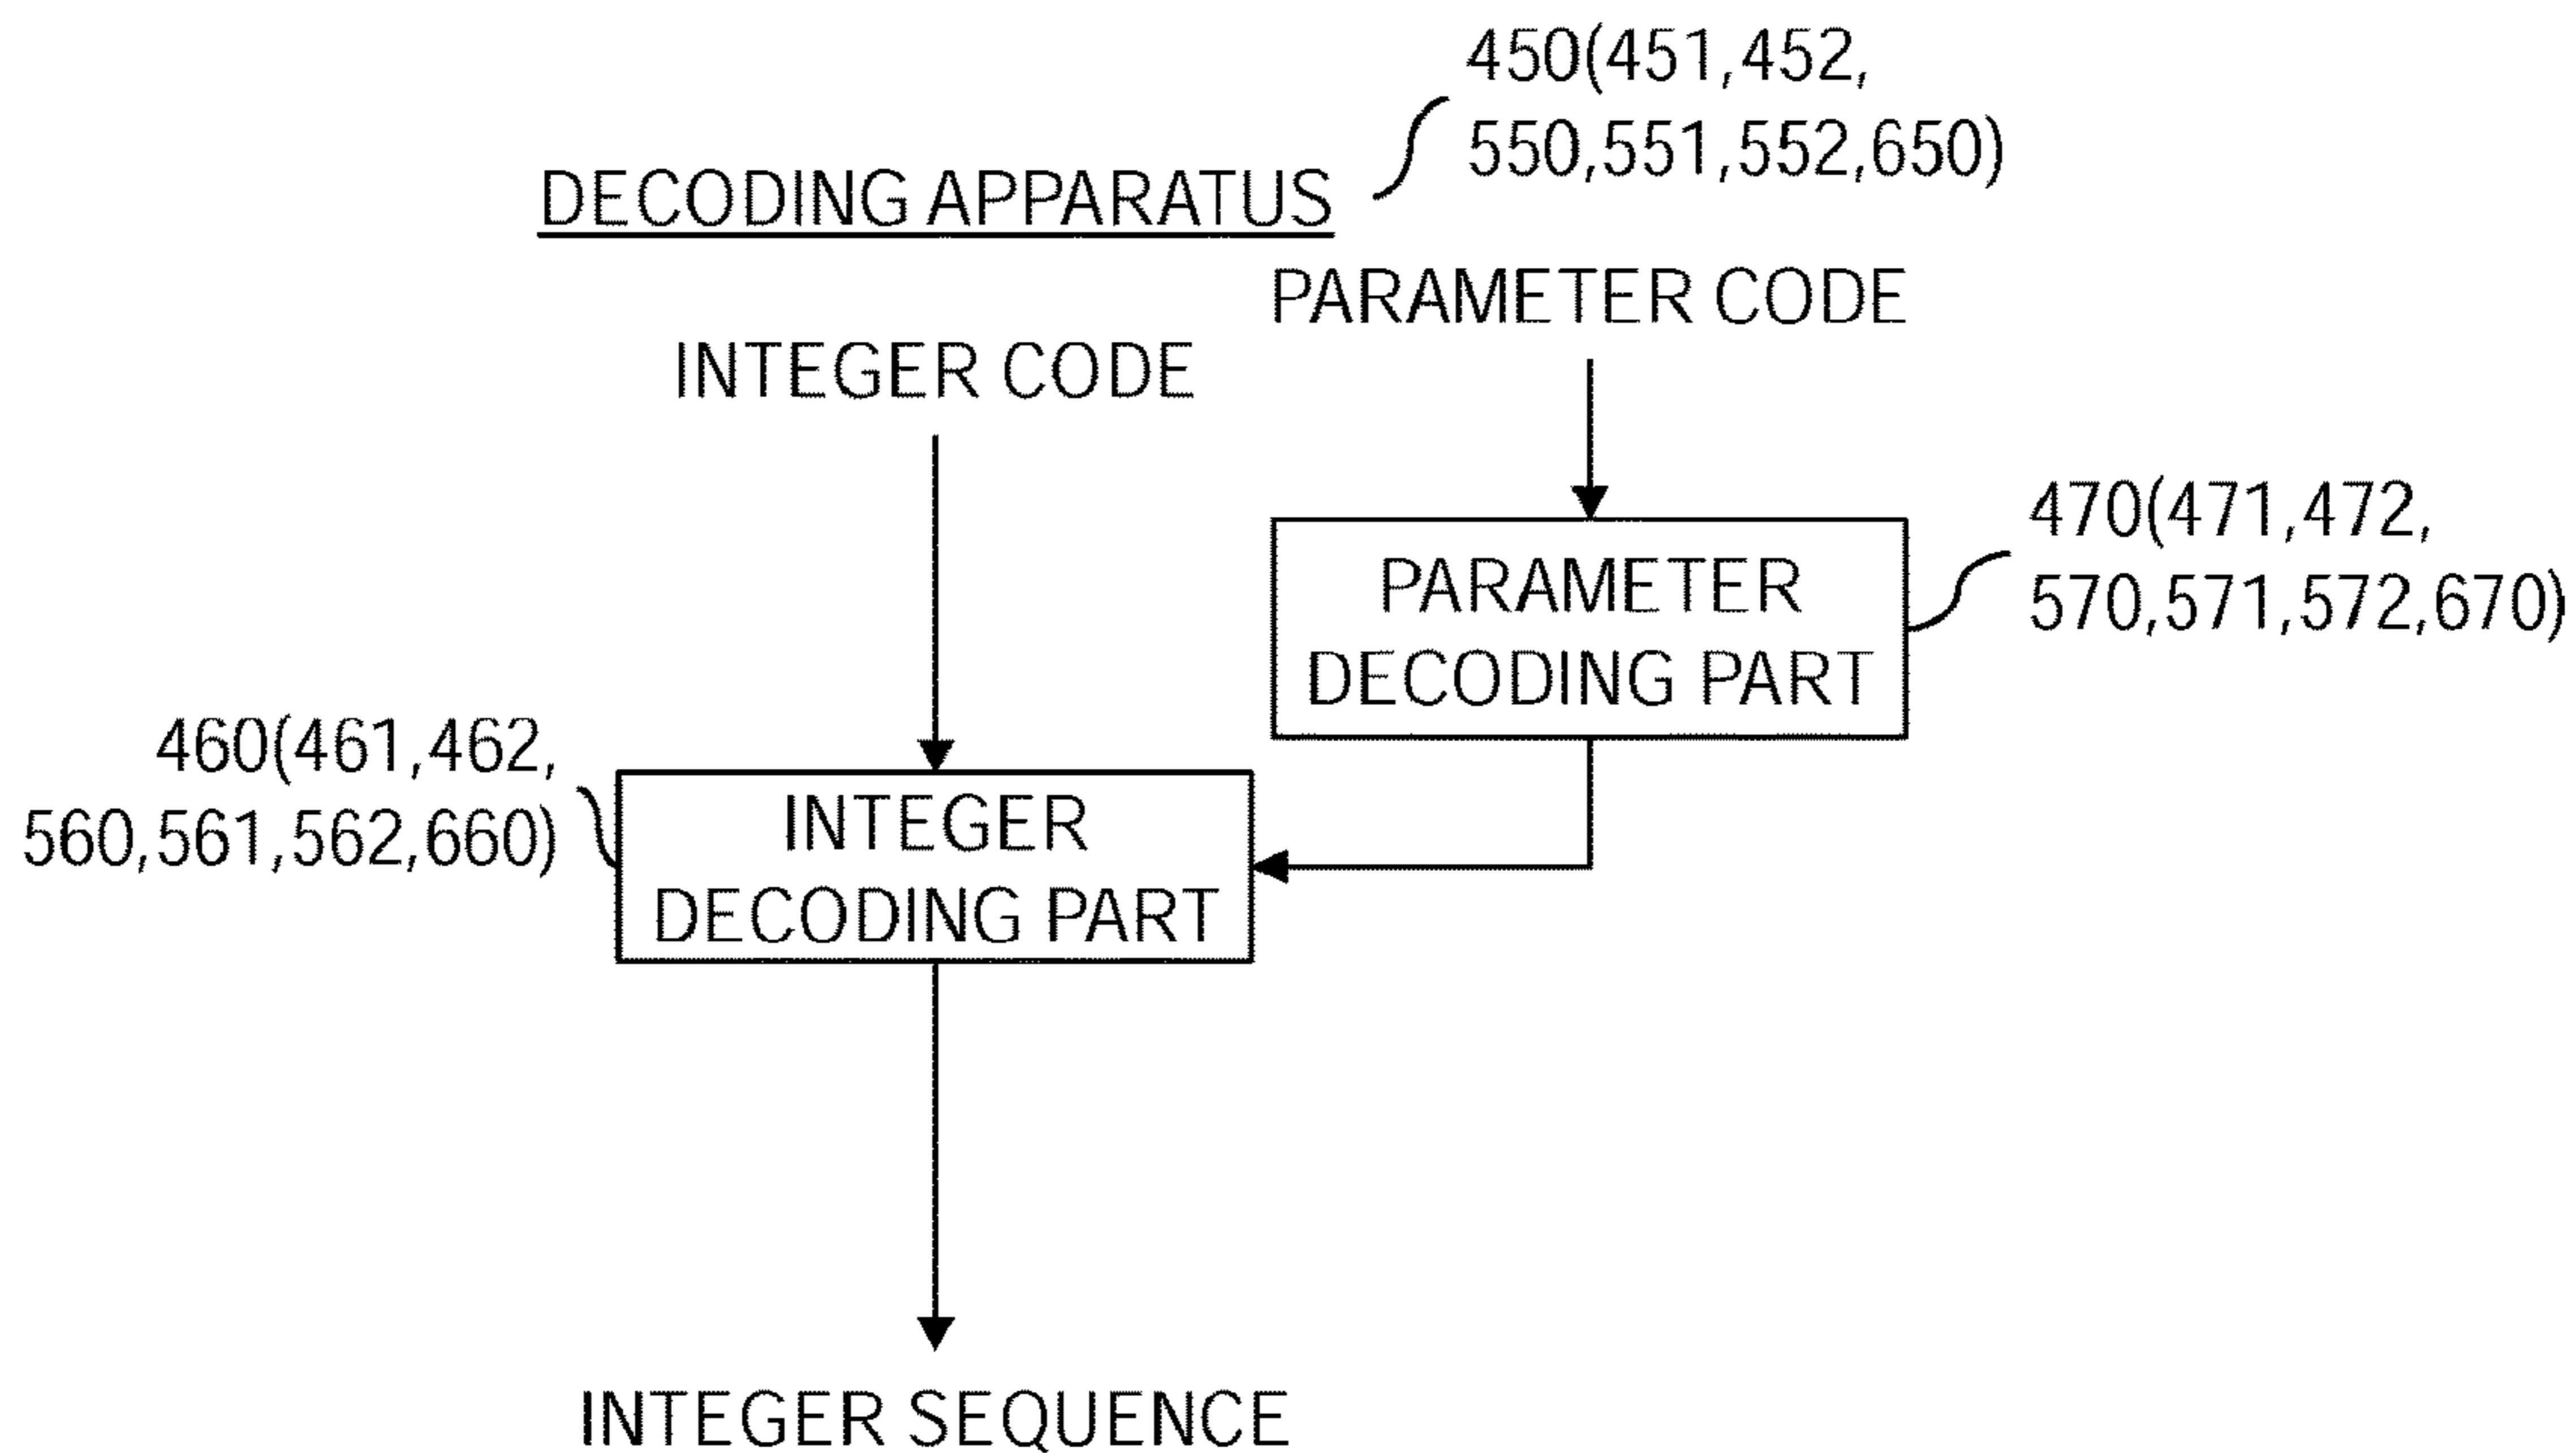 450(451,452,
550,551,552,650)
DECODING APPARATUS
PARAMETER CODE
INTEGER CODE
PARAMETER
DECODING PART
470(471,472,
570,571,572,670)
460(461,462,
560,561,562,660)
INTEGER
DECODING PART
INTEGER SEQUENCE